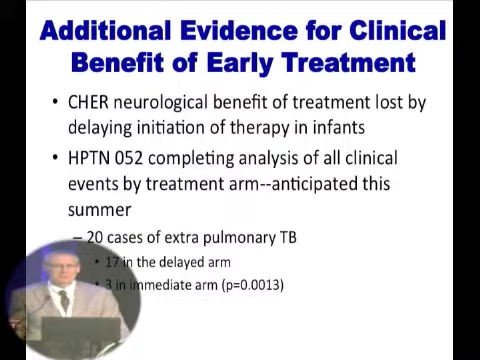 Additional Evidence for Clinical
Benefit of Early Treatment
• CHER neurological benefit of treatment lost by
delaying initiation of therapy in infants
• HPTN 052 completing analysis of all clinical
events by treatment arm--anticipated this
summer
– 20 cases of extra pulmonary TB
• 17 in the delayed arm
• 3 in immediate arm (p=0.0013)